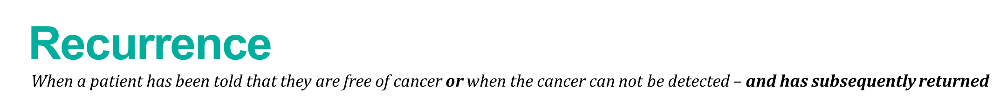 Recurrence
When a patient has been told that they are free of cancer or when the cancer can not be detected – and has subsequently returned